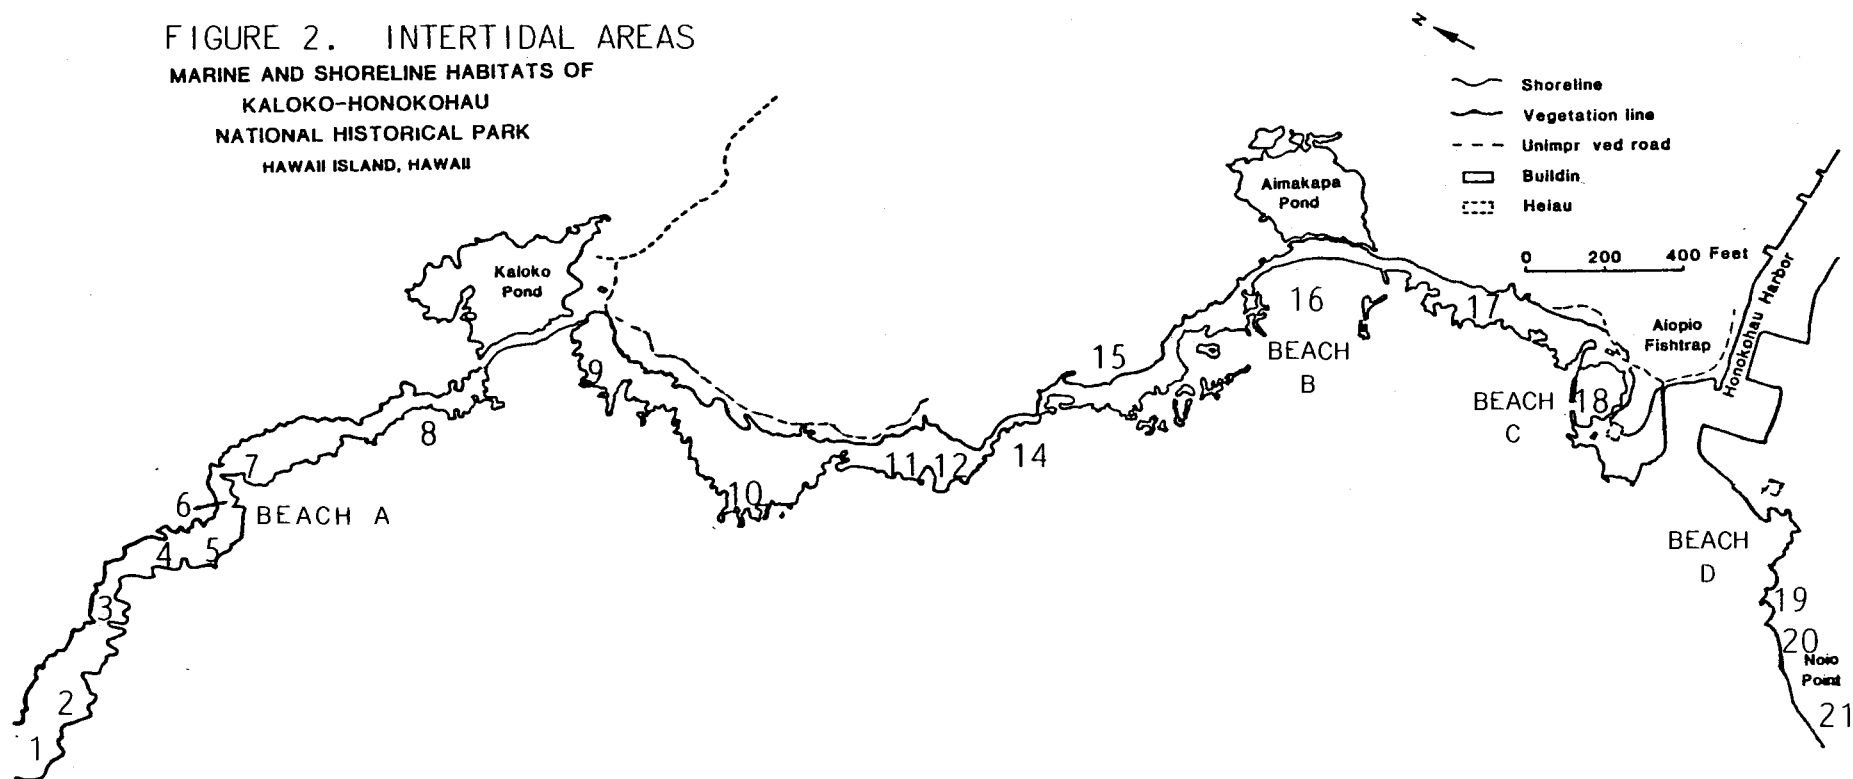 FIGURE 2. INTERTIDAL AREAS
MARINE AND SHORELINE HABITATS OF
KALOKO-HONOKOHAU
NATIONAL HISTORICAL PARK
HAWAII ISLAND, HAWAII
N
Shoreline
Vegetation line
Unimpr ved road
Buildin
Heiau
0 200 400 Feet
Kaloko
Pond
Aimakapa
Pond
Aiopio
Fishtrap
Honokohau Harbor
1
2
3
4
5
6
7
BEACH A
8
9
10
11
12
14
15
16
BEACH
B
17
BEACH
C
18
BEACH
D
19
20
Noio
Point
21